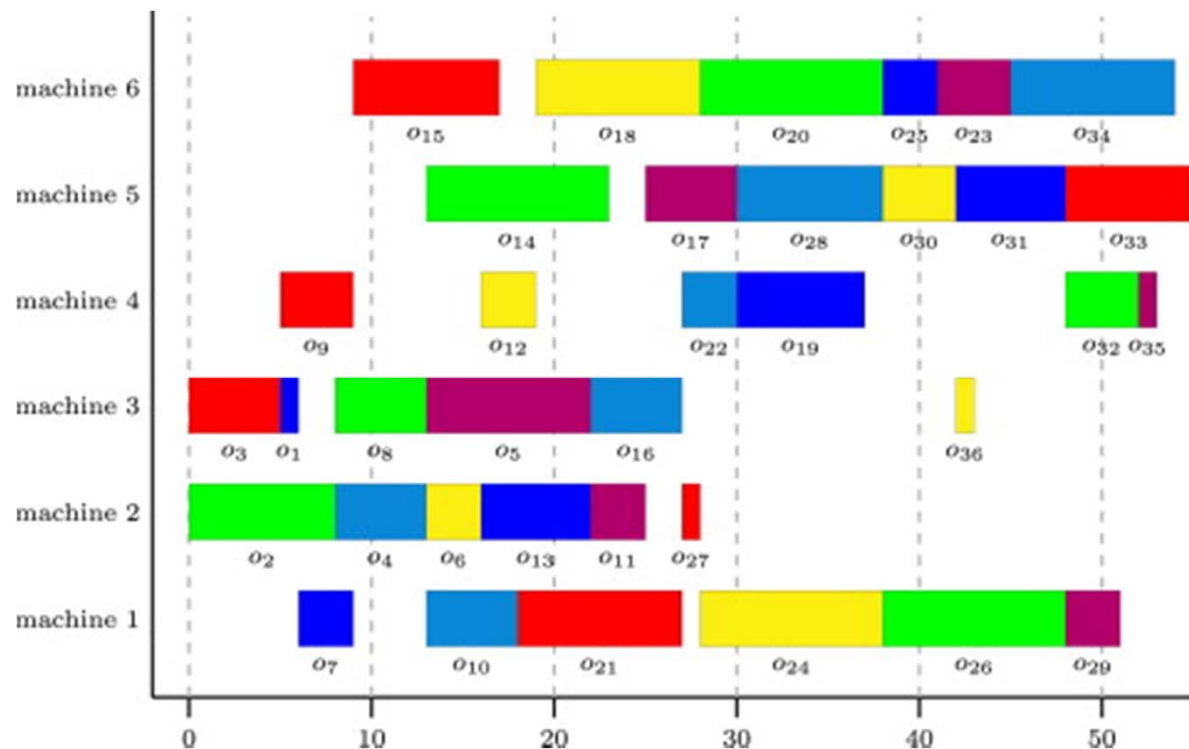 machine 6
o15 o18 o20 o25 o23 o34
machine 5
o14 o17 o28 o30 o31 o33
machine 4
o9 o12 o22 o19 o32 o35
machine 3
o3 o1 o8 o5 o16 o36
machine 2
o2 o4 o6 o13 o11 o27
machine 1
o7 o10 o21 o24 o26 o29
0 10 20 30 40 50